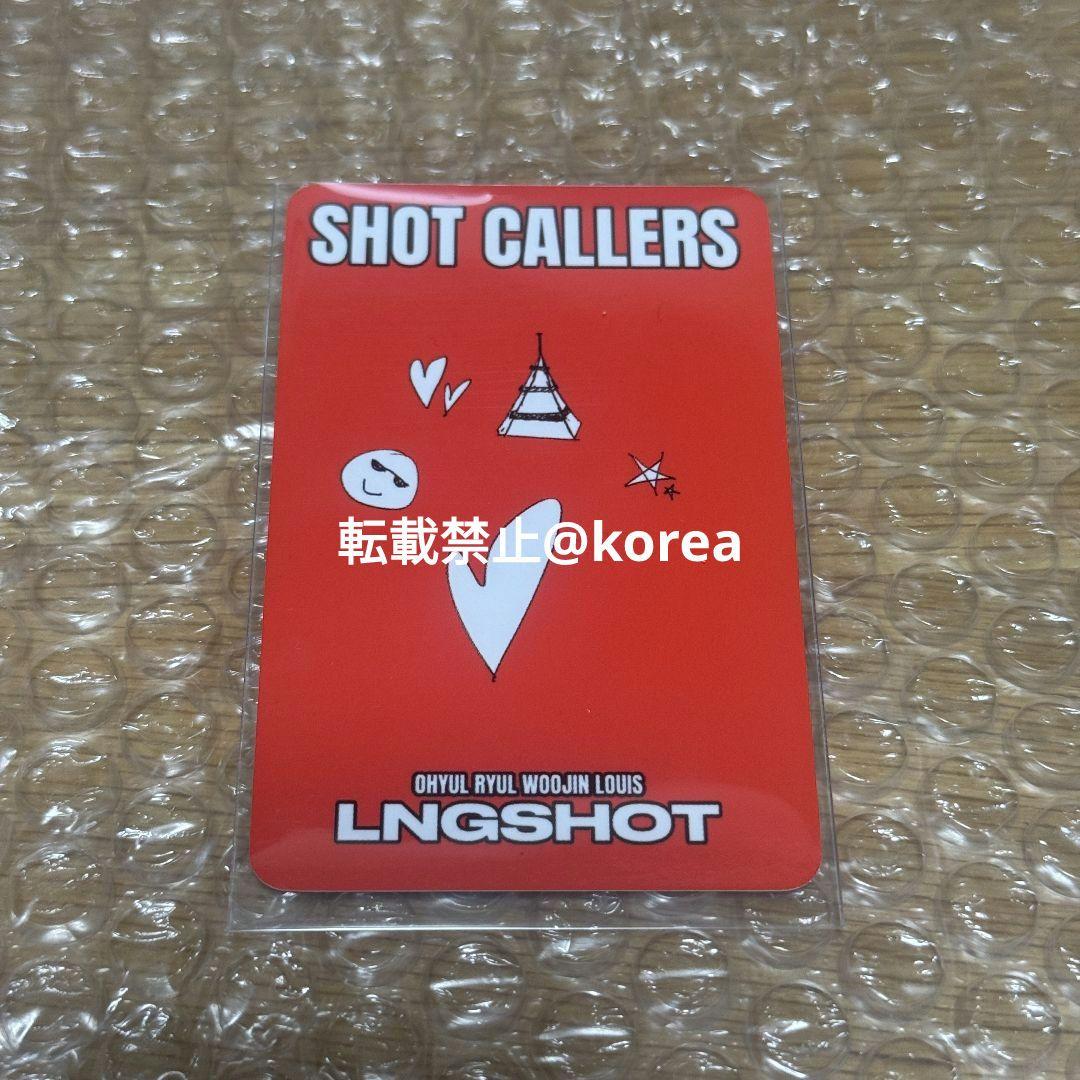 SHOT CALLERS
転載禁止@korea
OHYUL RYUL WOOJIN LOUIS
LNGSHOT